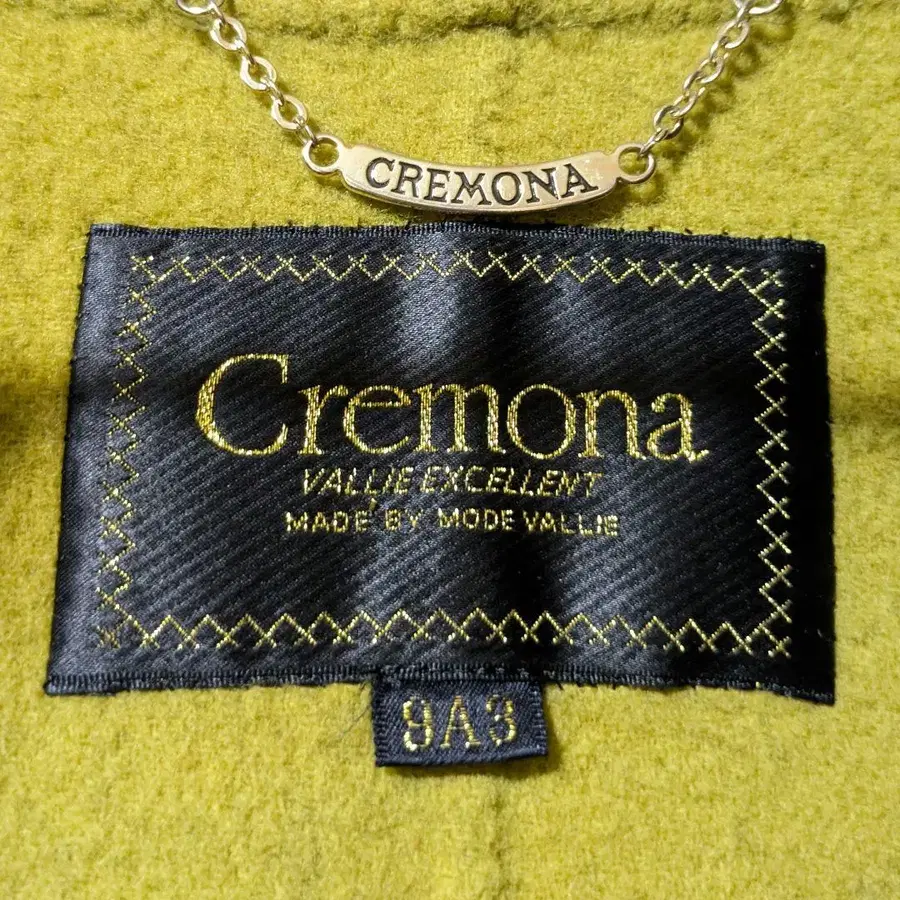 CREMONA
Cremona
VALLIE EXCELLENT
MADE BY MODE VALLIE
9A3